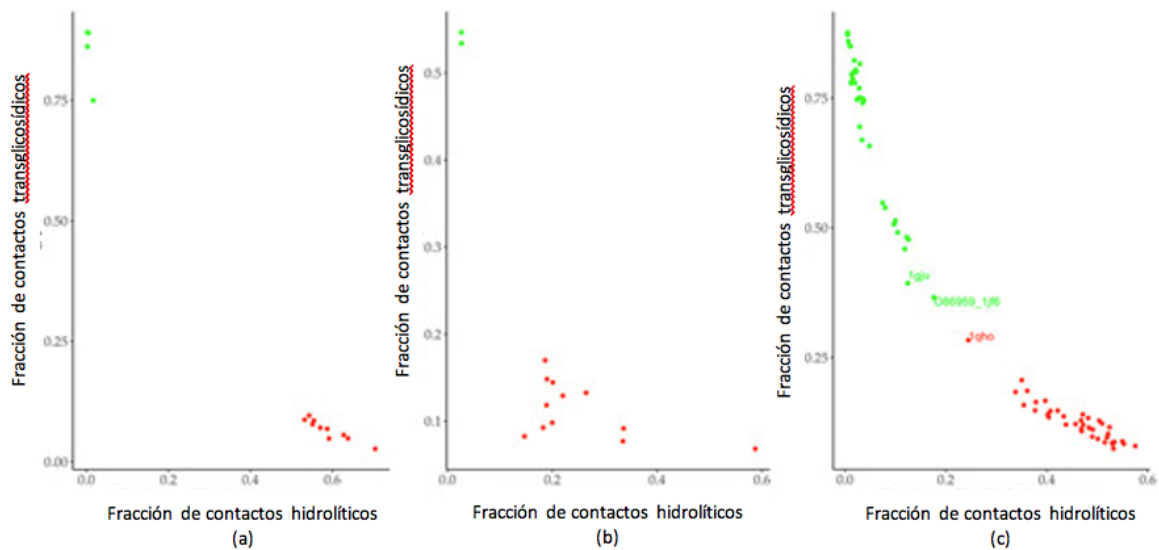 Fracción de contactos transglicosídicos
0.75
0.50
0.25
0.00
0.0
0.2
0.4
0.6
Fracción de contactos hidrolíticos
(a)
Fracción de contactos transglicosídicos
0.5
0.4
0.3
0.2
0.1
0.0
0.2
0.4
0.6
Fracción de contactos hidrolíticos
(b)
Fracción de contactos transglicosídicos
0.75
0.50
0.25
1gju
O86959_1jf6
1qho
0.0
0.2
0.4
0.6
Fracción de contactos hidrolíticos
(c)